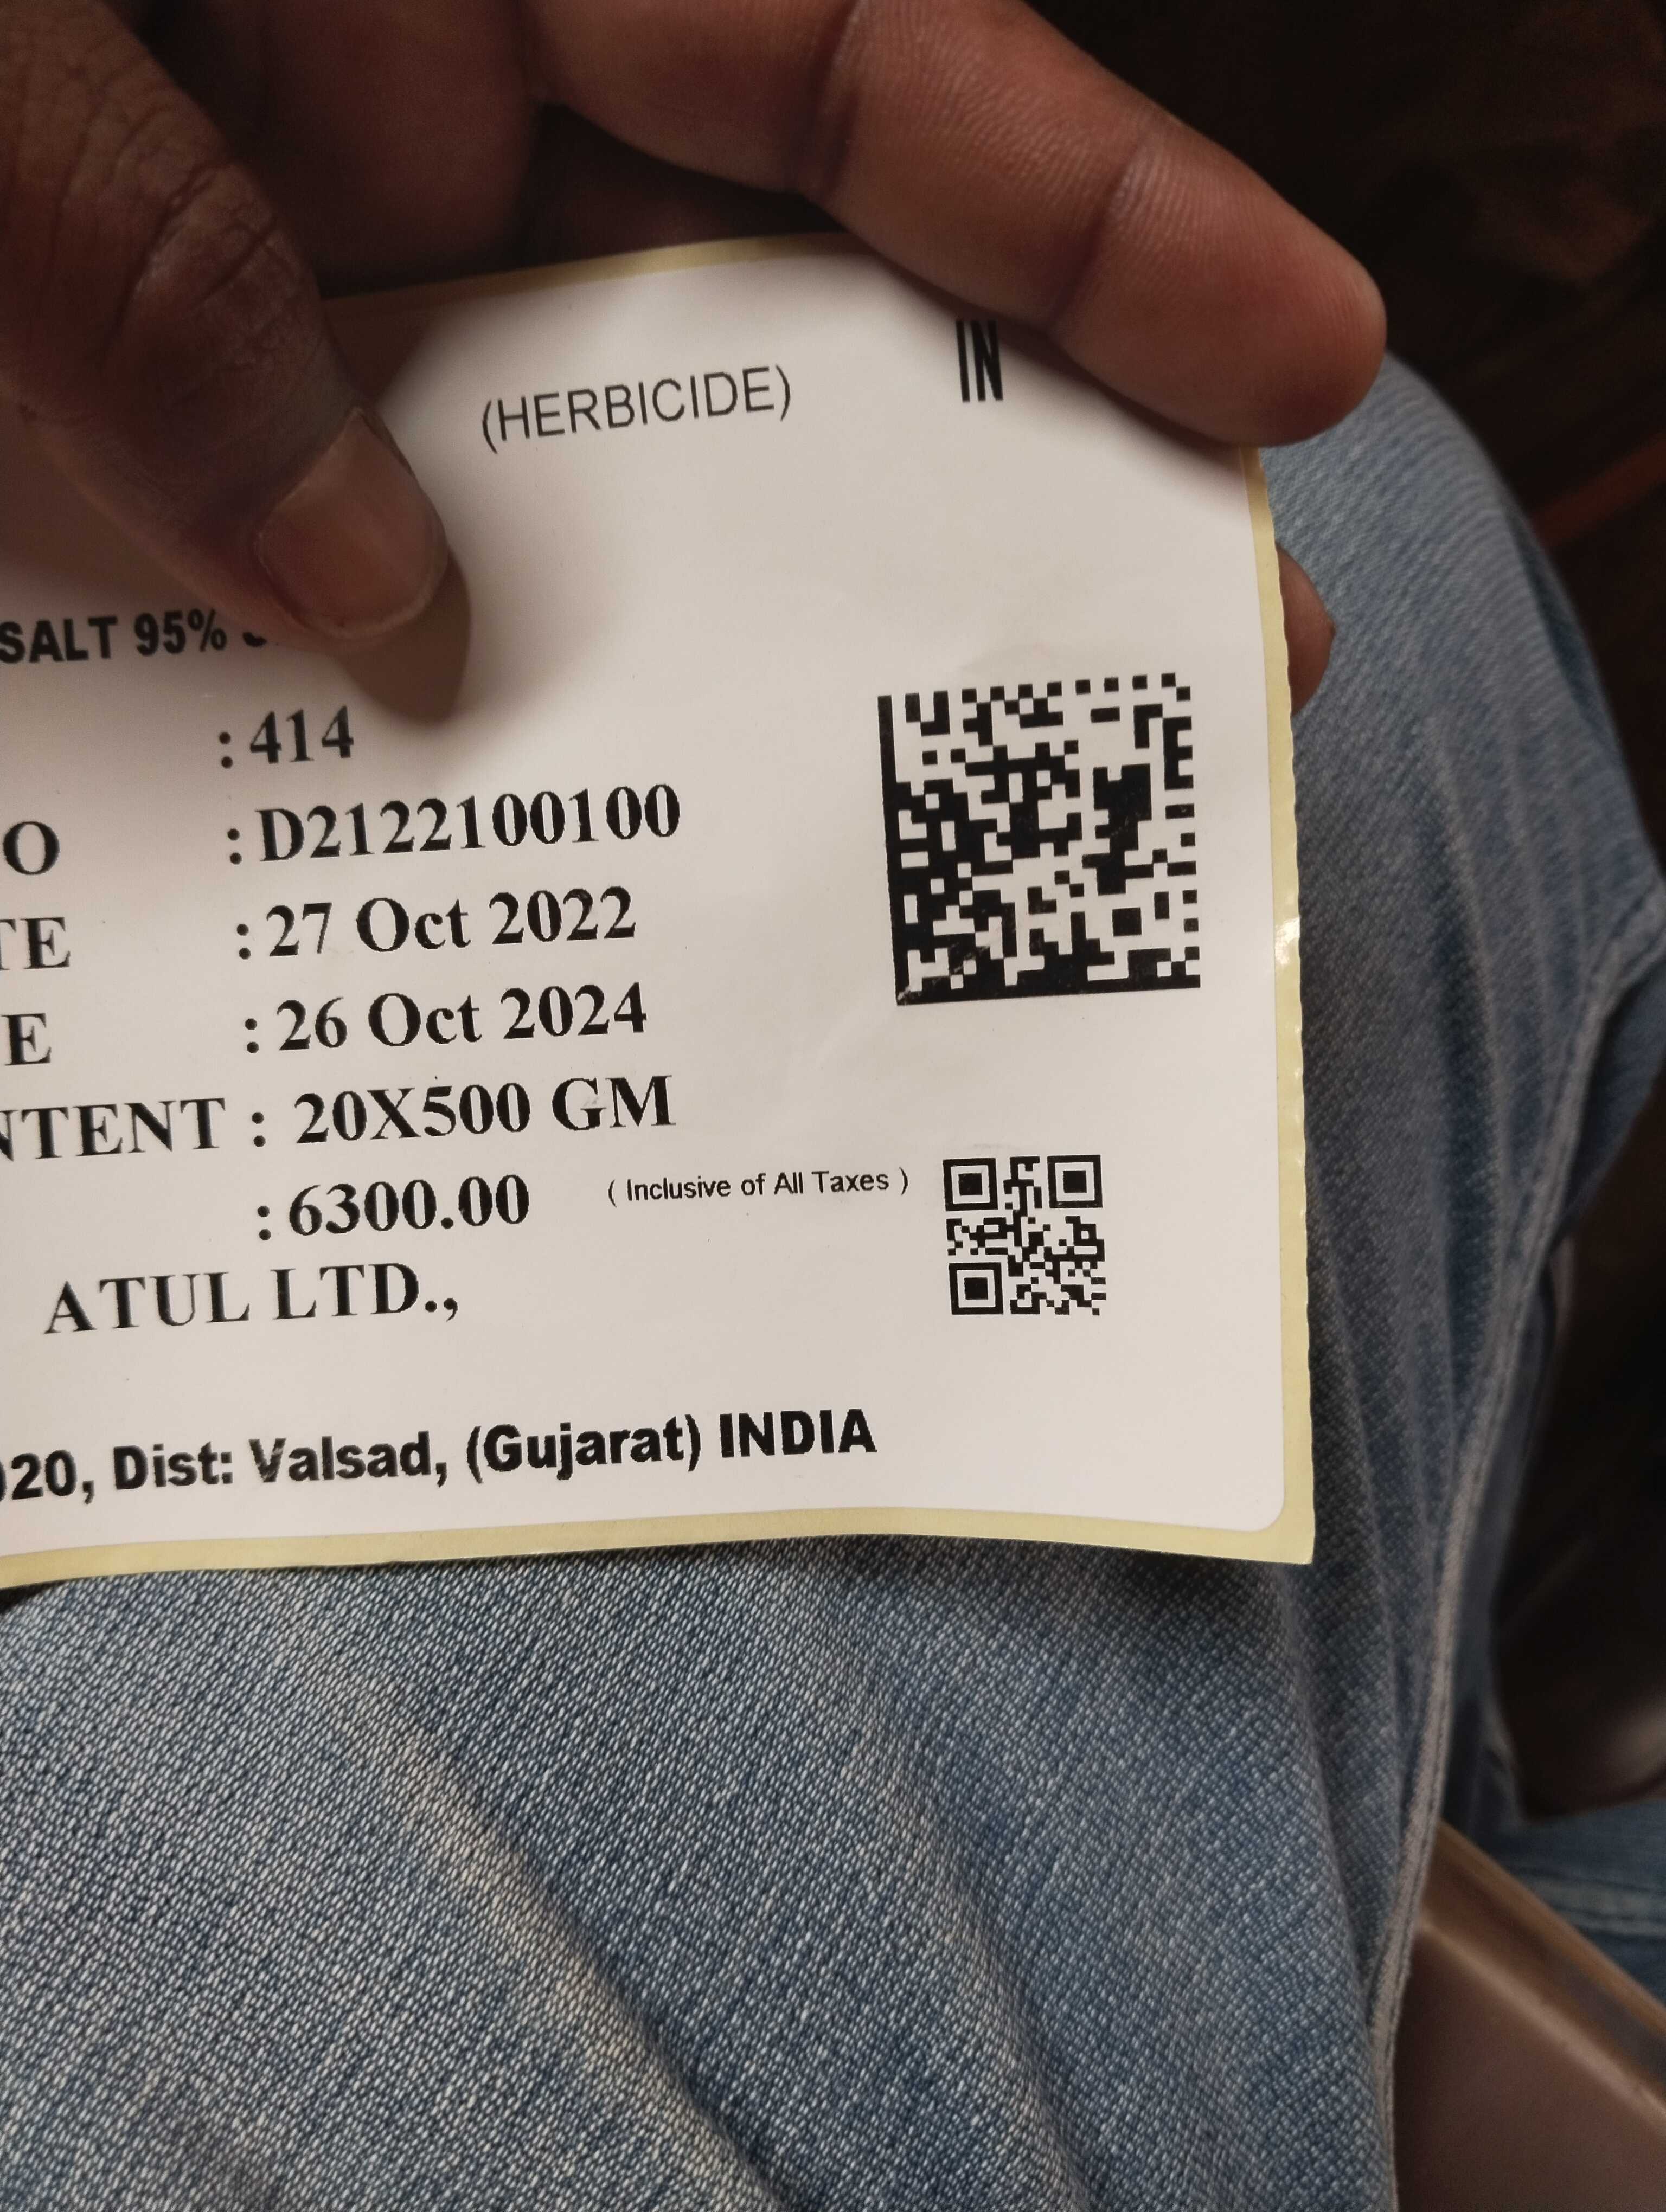 (HERBICIDE) IN
SALT 95%
: 414
O : D2122100100
TE : 27 Oct 2022
E : 26 Oct 2024
NTENT : 20X500 GM
: 6300.00 ( Inclusive of All Taxes )
ATUL LTD.,
020, Dist: Valsad, (Gujarat) INDIA